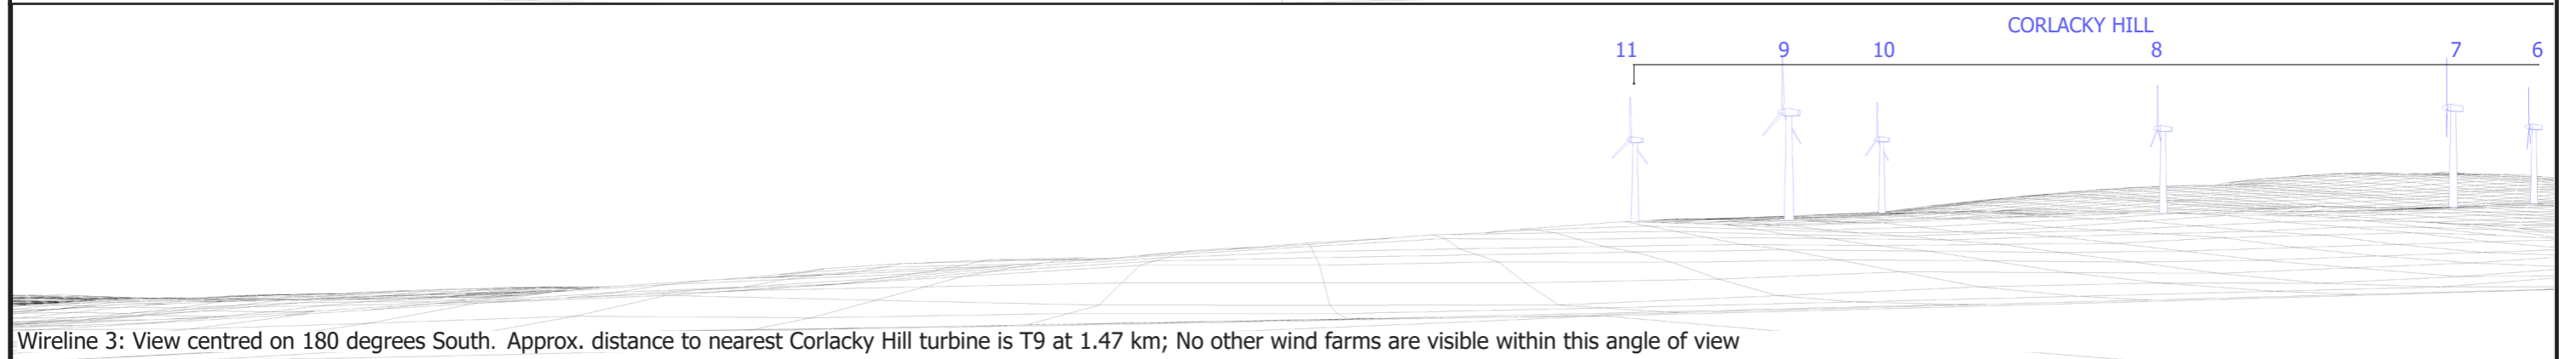 CORLACKY HILL
11 9 10 8 7 6
Wireline 3: View centred on 180 degrees South. Approx. distance to nearest Corlacky Hill turbine is T9 at 1.47 km; No other wind farms are visible within this angle of view